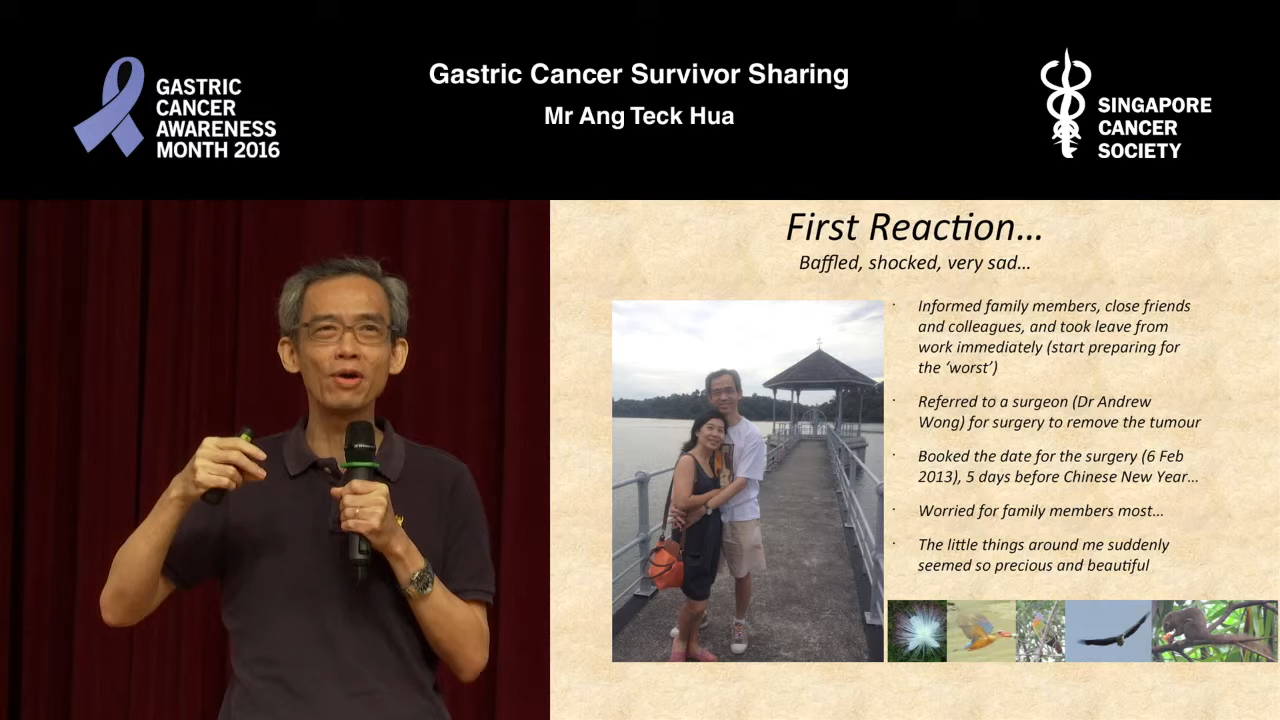 GASTRIC
CANCER
AWARENESS
MONTH 2016
Gastric Cancer Survivor Sharing
Mr Ang Teck Hua
SINGAPORE
CANCER
SOCIETY
First Reaction...
Baffled, shocked, very sad...
· Informed family members, close friends
and colleagues, and took leave from
work immediately (start preparing for
the ‘worst’)
· Referred to a surgeon (Dr Andrew
Wong) for surgery to remove the tumour
· Booked the date for the surgery (6 Feb
2013), 5 days before Chinese New Year...
· Worried for family members most...
· The little things around me suddenly
seemed so precious and beautiful